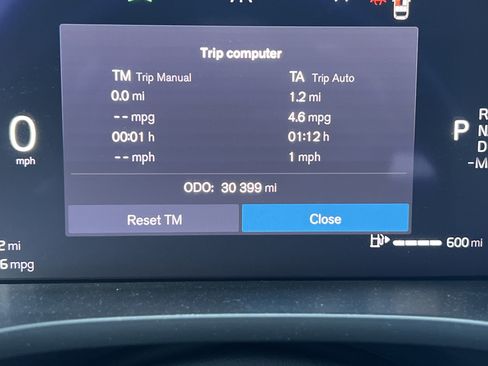 Trip computer
TM Trip Manual TA Trip Auto
0.0 mi 1.2 mi
-- mpg 4.6 mpg
00:01 h 01:12 h
-- mph 1 mph
ODO: 30 399 mi
Reset TM Close
0
mph
P
R
N
D
-M
2 mi
6 mpg
600 mi